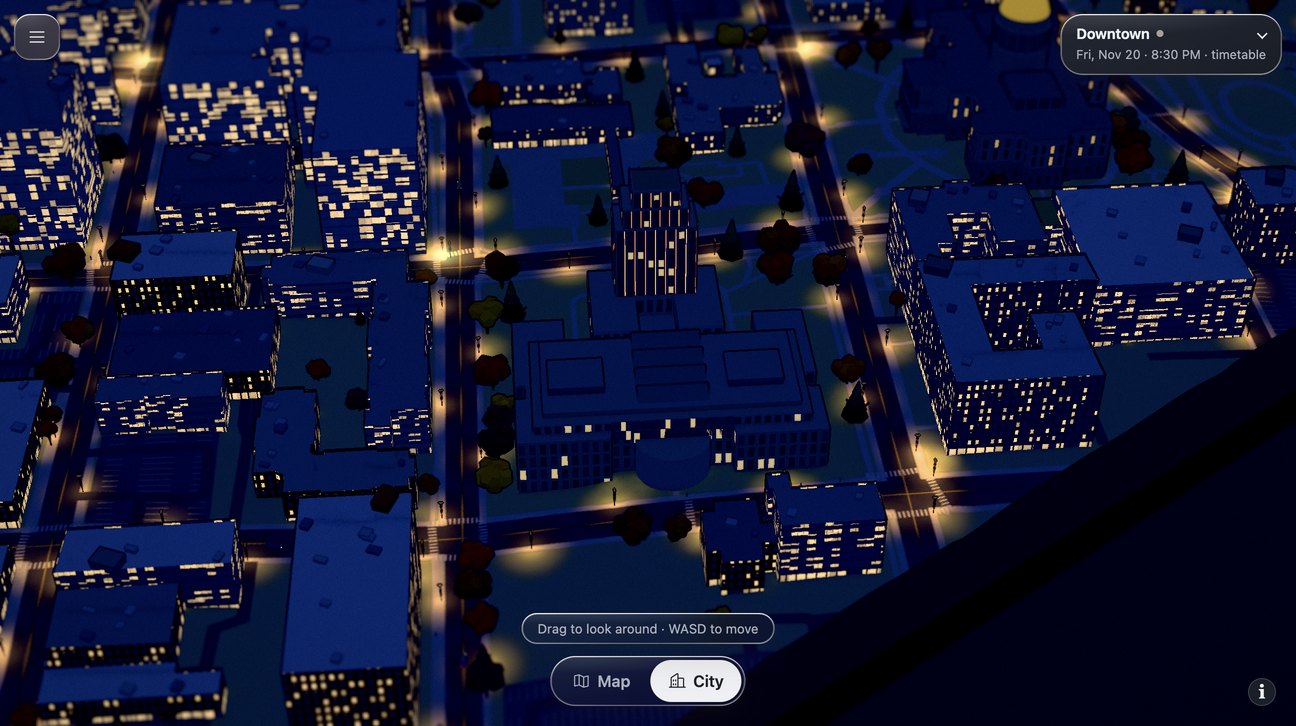 Downtown
Fri, Nov 20 · 8:30 PM · timetable
Drag to look around · WASD to move
Map
City
i